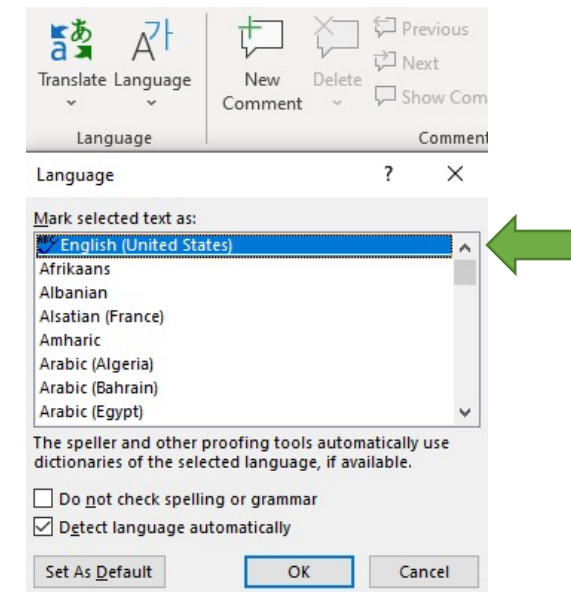 Translate Language New Comment Delete Previous
Next
Show Com
Language Comment
Language ? 
Mark selected text as:
English (United States)
Afrikaans
Albanian
Alsatian (France)
Amharic
Arabic (Algeria)
Arabic (Bahrain)
Arabic (Egypt)
The speller and other proofing tools automatically use
dictionaries of the selected language, if available.
Do not check spelling or grammar
Detect language automatically
Set As Default OK Cancel